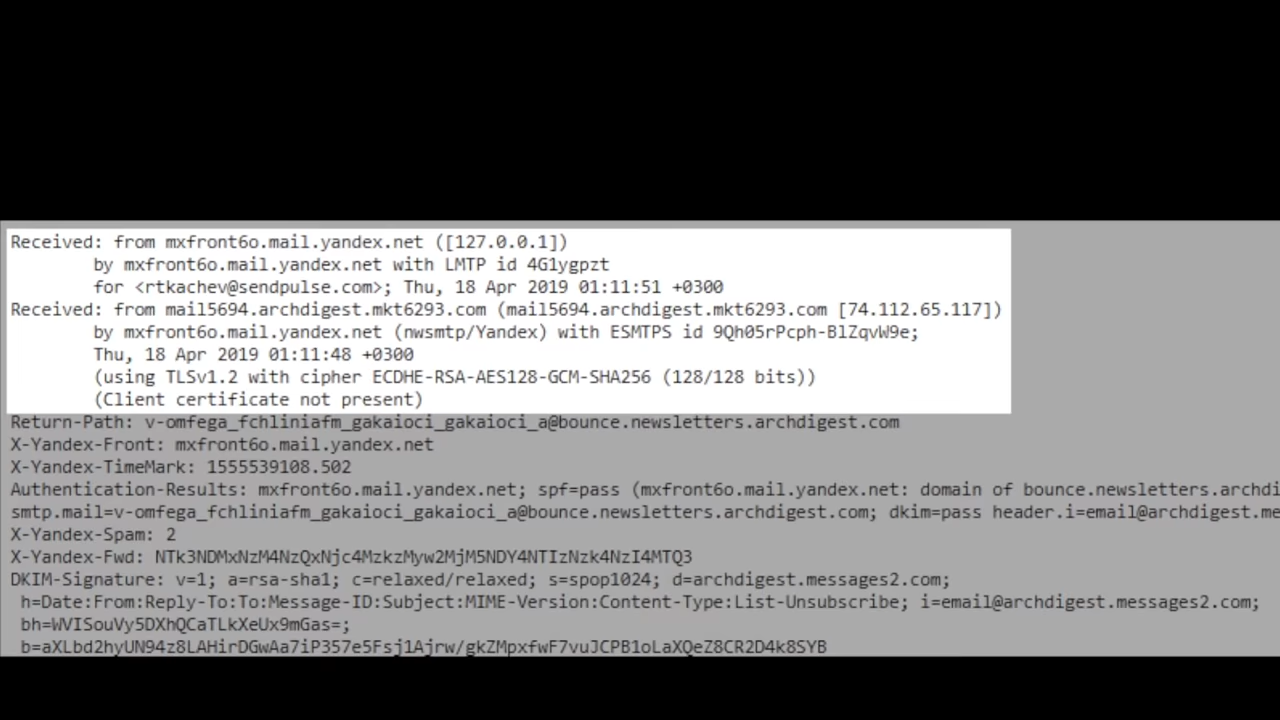 Received: from mxfront6o.mail.yandex.net ([127.0.0.1])
by mxfront6o.mail.yandex.net with LMTP id 4G1ygpzt
for <rtkachev@sendpulse.com>; Thu, 18 Apr 2019 01:11:51 +0300
Received: from mail5694.archdigest.mkt6293.com (mail5694.archdigest.mkt6293.com [74.112.65.117])
by mxfront6o.mail.yandex.net (nwsmtp/Yandex) with ESMTPS id 9Qh05rPcph-BlZqvW9e;
Thu, 18 Apr 2019 01:11:48 +0300
(using TLSv1.2 with cipher ECDHE-RSA-AES128-GCM-SHA256 (128/128 bits))
(Client certificate not present)
Return-Path: v-omfega_fchliniafm_gakaioci_gakaioci_a@bounce.newsletters.archdigest.com
X-Yandex-Front: mxfront6o.mail.yandex.net
X-Yandex-TimeMark: 1555539108.502
Authentication-Results: mxfront6o.mail.yandex.net; spf=pass (mxfront6o.mail.yandex.net: domain of bounce.newsletters.archdi
smtp.mail=v-omfega_fchliniafm_gakaioci_gakaioci_a@bounce.newsletters.archdigest.com; dkim=pass header.i=email@archdigest.me
X-Yandex-Spam: 2
X-Yandex-Fwd: NTk3NDMxNzM4NzQxNjc4MzkzMyw2MjM5NDY4NTIzNzk4NzI4MTQ3
DKIM-Signature: v=1; a=rsa-sha1; c=relaxed/relaxed; s=spop1024; d=archdigest.messages2.com;
h=Date:From:Reply-To:To:Message-ID:Subject:MIME-Version:Content-Type:List-Unsubscribe; i=email@archdigest.messages2.com;
bh=WVISouVy5DXhQCaTLkXeUx9mGas=;
b=aXLbd2hyUN94z8LAHirDGwAa7iP357e5Fsj1Ajrw/gkZMpxfwF7vuJCPB1oLaXQeZ8CR2D4k8SYB